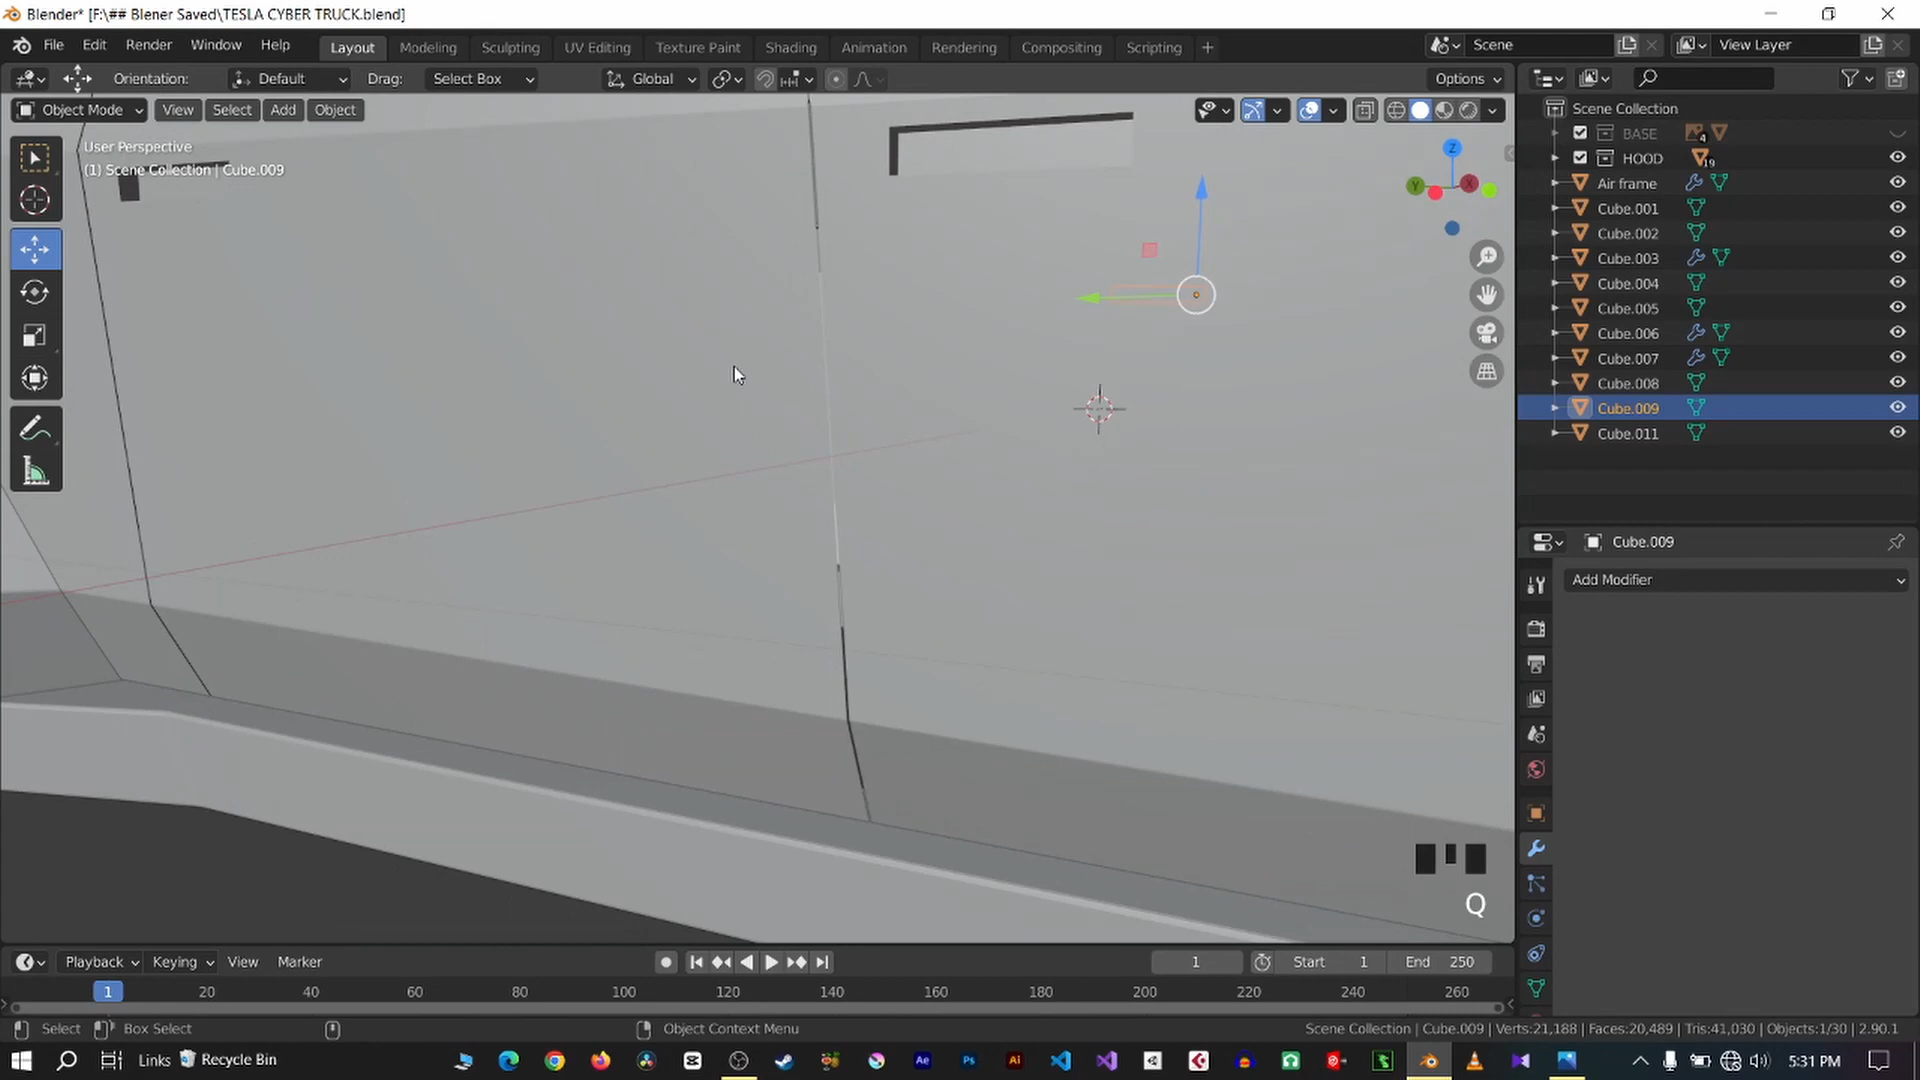 Blender* [F:\## Blener Saved\TESLA CYBER TRUCK.blend]
File Edit Render Window Help Layout Modeling Sculpting UV Editing Texture Paint Shading Animation Rendering Compositing Scripting + Scene View Layer
Orientation: Default Drag: Select Box Global Options
Object Mode View Select Add Object
User Perspective
(1) Scene Collection | Cube.009
Z
Y
X
Scene Collection
BASE 4
HOOD 19
Air frame
Cube.001
Cube.002
Cube.003
Cube.004
Cube.005
Cube.006
Cube.007
Cube.008
Cube.009
Cube.011
Cube.009
Add Modifier
Q
Playback Keying View Marker 1 Start 1 End 250
1 20 40 60 80 100 120 140 160 180 200 220 240 260
Select Box Select Object Context Menu Scene Collection | Cube.009 | Verts:21,188 | Faces:20,489 | Tris:41,030 | Objects:1/30 | 2.90.1
Links Recycle Bin Ae Ps Ai 5:31 PM